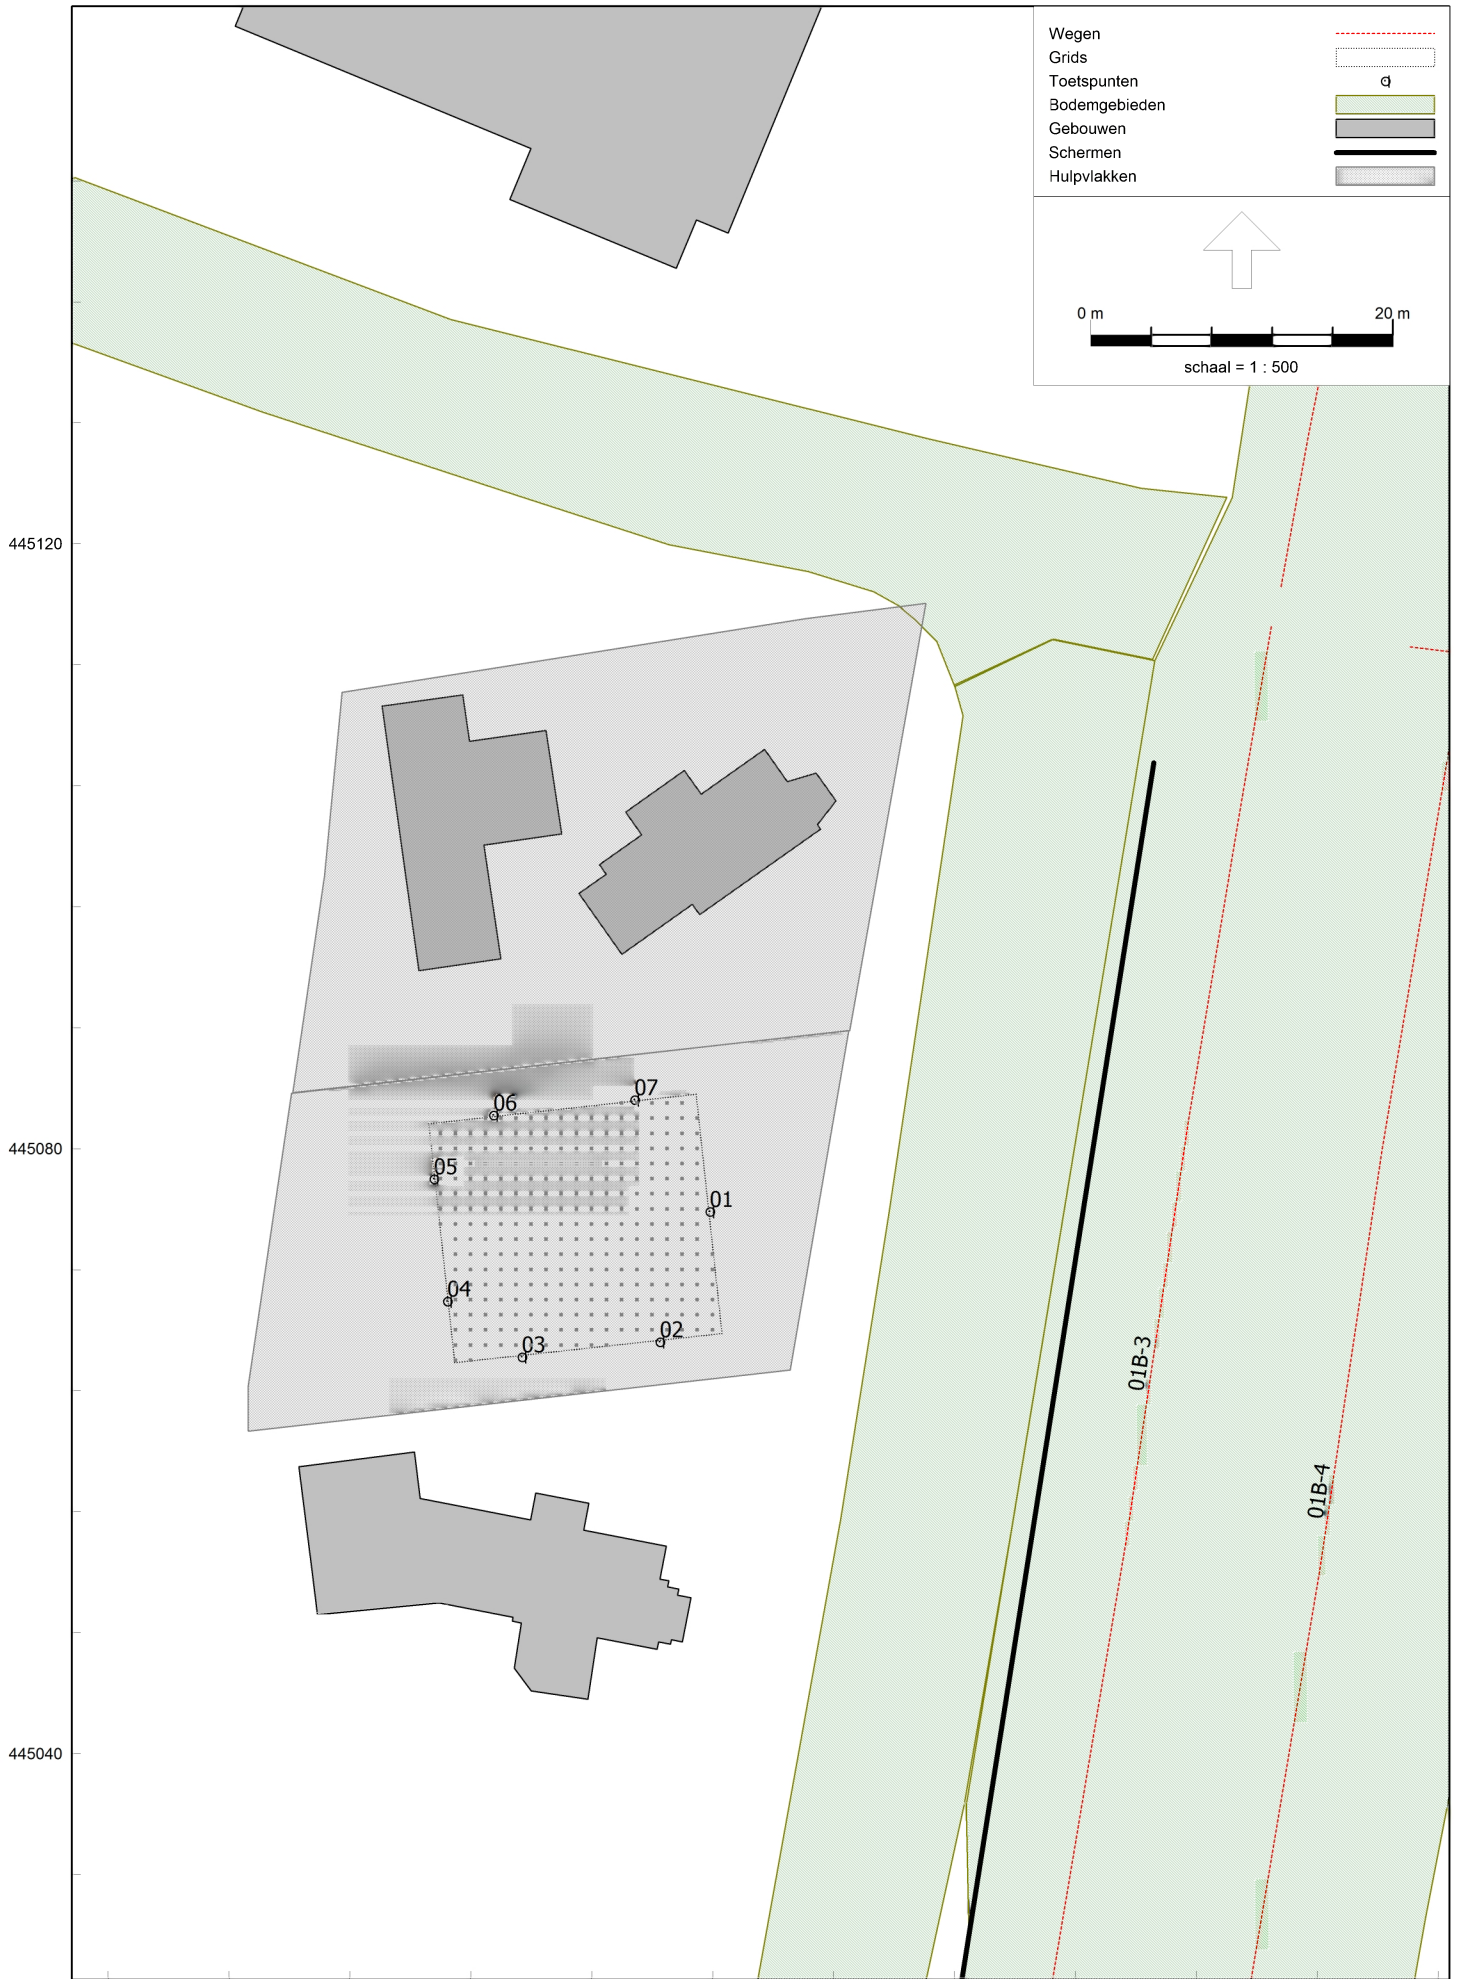 Wegen
Grids
Toetspunten
Bodemgebieden
Gebouwen
Schermen
Hulpvlakken
0 m 20 m
schaal = 1 : 500
445120
07
06
445080
05
01
04
02
03
01B-3
01B-4
445040